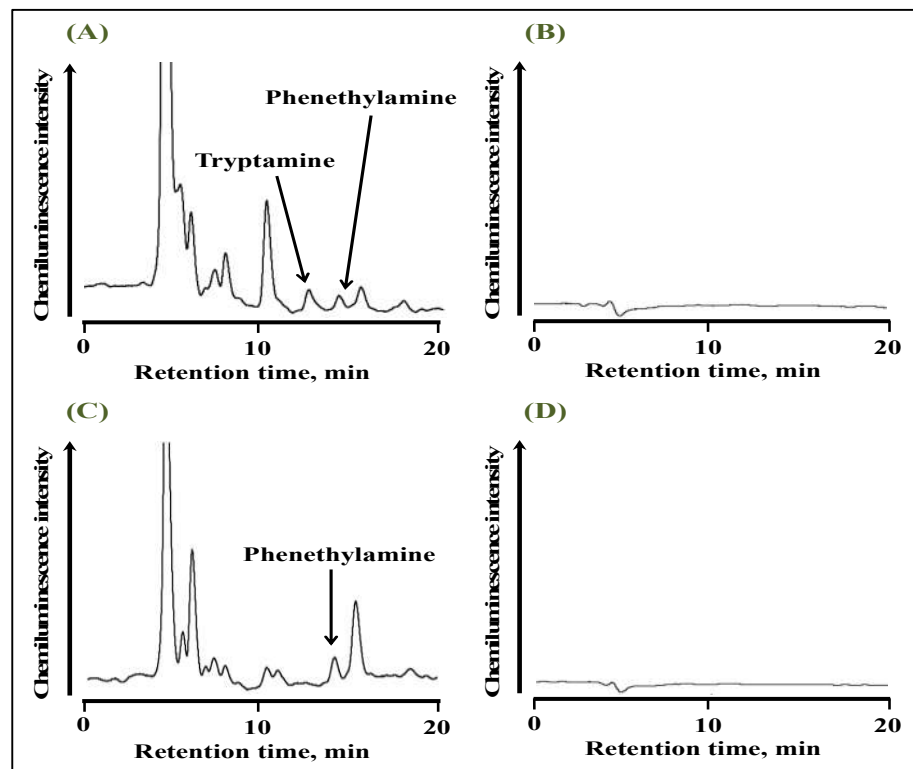 (A)
Chemiluminescence intensity
Phenethylamine
Tryptamine
0 10 20
Retention time, min
(B)
Chemiluminescence intensity
0 10 20
Retention time, min
(C)
Chemiluminescence intensity
Phenethylamine
0 10 20
Retention time, min
(D)
Chemiluminescence intensity
0 10 20
Retention time, min